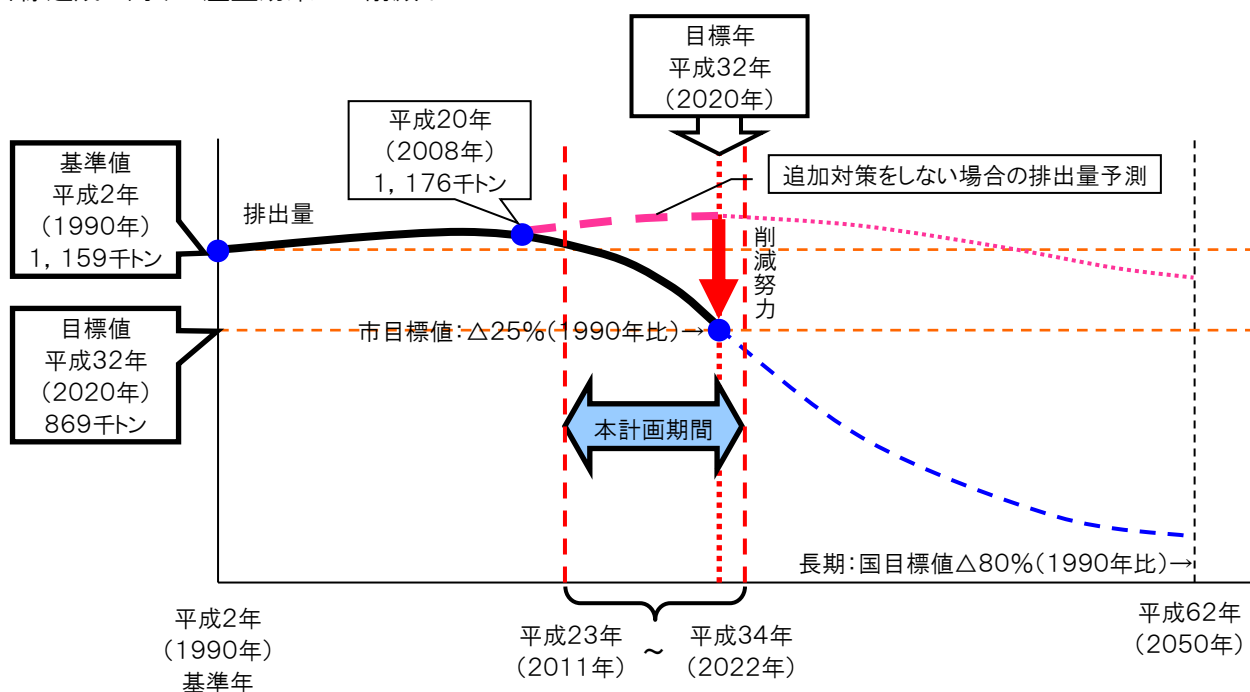 目標年
平成32年
(2020年)
平成20年
(2008年)
1，176千トン
基準値
平成2年
(1990年)
1，159千トン
排出量
追加対策をしない場合の排出量予測
削減努力
目標値
平成32年
(2020年)
869千トン
市目標値：△25％(1990年比)→
本計画期間
長期：国目標値△80％(1990年比)→
平成2年
(1990年)
基準年
平成23年
(2011年)
～
平成34年
(2022年)
平成62年
(2050年)